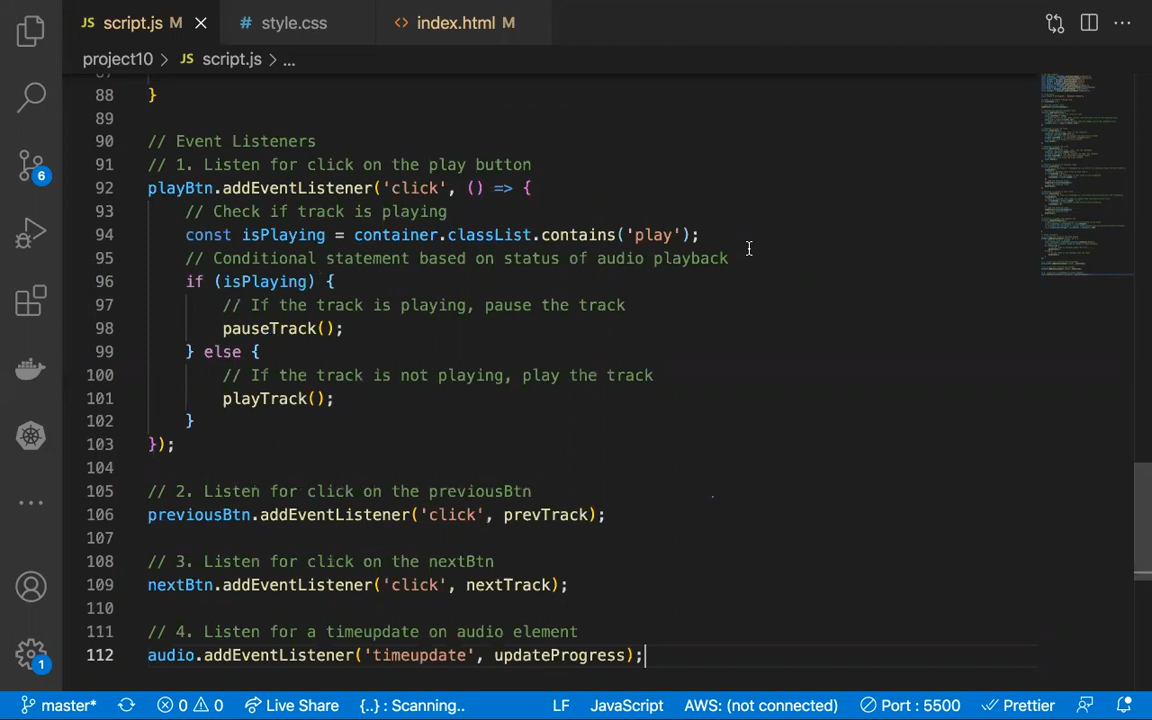 JS script.js M
# style.css
<> index.html M
project10 > JS script.js > ...
88 }
89
90 // Event Listeners
91 // 1. Listen for click on the play button
92 playBtn.addEventListener('click', () => {
93 // Check if track is playing
94 const isPlaying = container.classList.contains('play');
95 // Conditional statement based on status of audio playback
96 if (isPlaying) {
97 // If the track is playing, pause the track
98 pauseTrack();
99 } else {
100 // If the track is not playing, play the track
101 playTrack();
102 }
103 });
104
105 // 2. Listen for click on the previousBtn
106 previousBtn.addEventListener('click', prevTrack);
107
108 // 3. Listen for click on the nextBtn
109 nextBtn.addEventListener('click', nextTrack);
110
111 // 4. Listen for a timeupdate on audio element
112 audio.addEventListener('timeupdate', updateProgress);
6
1
master* 0 0 Live Share {..} : Scanning.. LF JavaScript AWS: (not connected) Port : 5500 Prettier